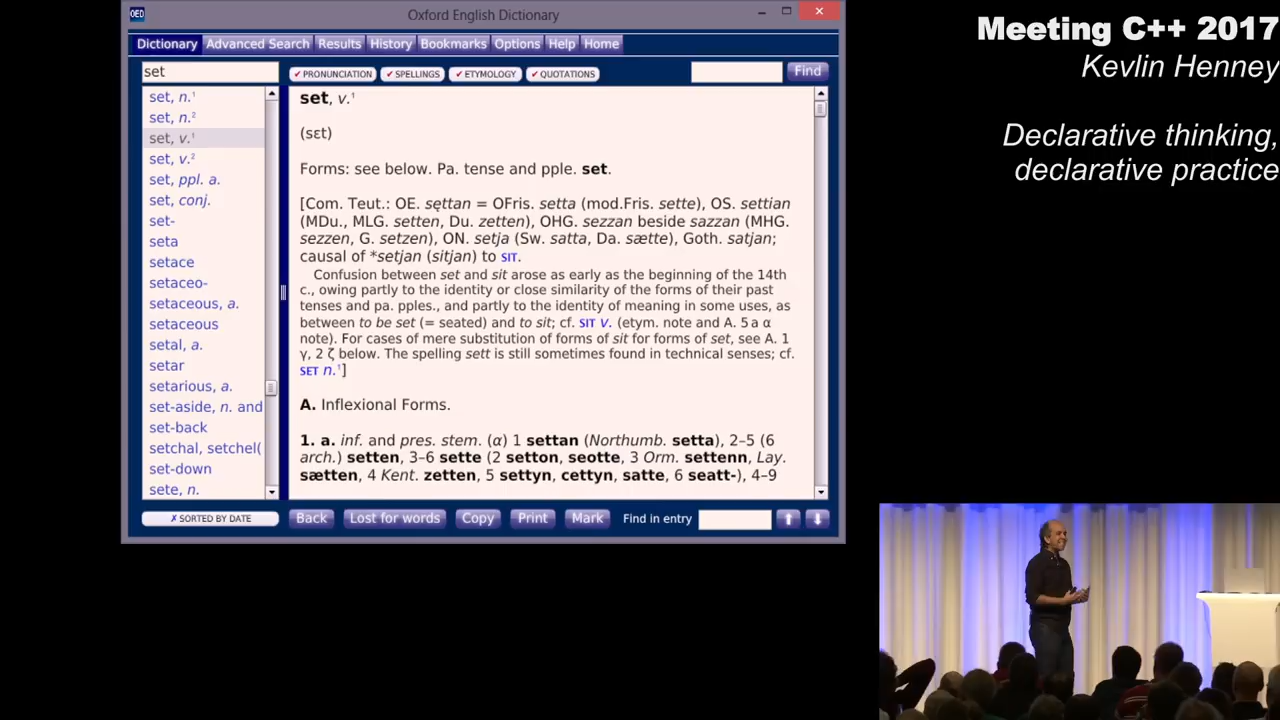 OED
Oxford English Dictionary
Dictionary Advanced Search Results History Bookmarks Options Help Home
set
✓ PRONUNCIATION ✓ SPELLINGS ✓ ETYMOLOGY ✓ QUOTATIONS
Find
set, n.¹
set, n.²
set, v.¹
set, v.²
set, ppl. a.
set, conj.
set-
seta
setace
setaceo-
setaceous, a.
setaceous
setal, a.
setar
setarious, a.
set-aside, n. and
set-back
setchal, setchel(
set-down
sete, n.
✗ SORTED BY DATE
set, v.¹
(sɛt)
Forms: see below. Pa. tense and pple. set.
[Com. Teut.: OE. sęttan = OFris. setta (mod.Fris. sette), OS. settian
(MDu., MLG. setten, Du. zetten), OHG. sezzan beside sazzan (MHG.
sezzen, G. setzen), ON. setja (Sw. satta, Da. sætte), Goth. satjan;
causal of *setjan (sitjan) to SIT.
Confusion between set and sit arose as early as the beginning of the 14th
c., owing partly to the identity or close similarity of the forms of their past
tenses and pa. pples., and partly to the identity of meaning in some uses, as
between to be set (= seated) and to sit; cf. SIT v. (etym. note and A. 5 a α
note). For cases of mere substitution of forms of sit for forms of set, see A. 1
γ, 2 ζ below. The spelling sett is still sometimes found in technical senses; cf.
SET n.¹]
A. Inflexional Forms.
1. a. inf. and pres. stem. (α) 1 settan (Northumb. setta), 2–5 (6
arch.) setten, 3–6 sette (2 setton, seotte, 3 Orm. settenn, Lay.
sætten, 4 Kent. zetten, 5 settyn, cettyn, satte, 6 seatt-), 4–9
Back Lost for words Copy Print Mark Find in entry
Meeting C++ 2017
Kevlin Henney
Declarative thinking,
declarative practice